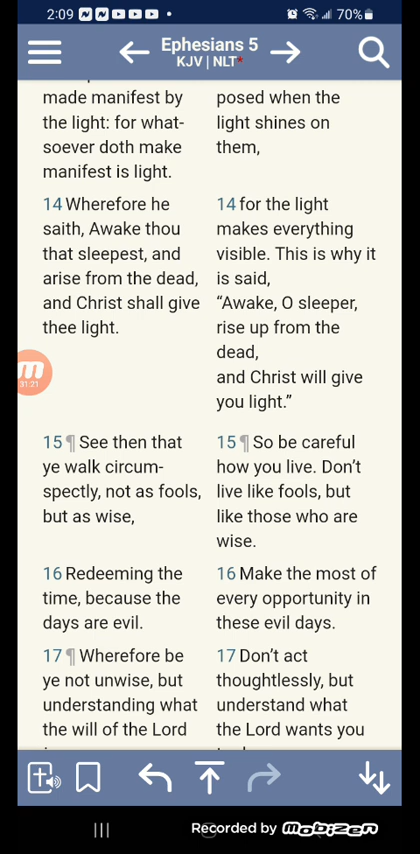 2:09 70%
Ephesians 5
KJV | NLT*
made manifest by
the light: for what-
soever doth make
manifest is light.
14 Wherefore he
saith, Awake thou
that sleepest, and
arise from the dead,
and Christ shall give
thee light.
15 ¶ See then that
ye walk circum-
spectly, not as fools,
but as wise,
16 Redeeming the
time, because the
days are evil.
17 ¶ Wherefore be
ye not unwise, but
understanding what
the will of the Lord
posed when the
light shines on
them,
14 for the light
makes everything
visible. This is why it
is said,
“Awake, O sleeper,
rise up from the
dead,
and Christ will give
you light.”
15 ¶ So be careful
how you live. Don’t
live like fools, but
like those who are
wise.
16 Make the most of
every opportunity in
these evil days.
17 Don’t act
thoughtlessly, but
understand what
the Lord wants you
31:21
Recorded by mobizen